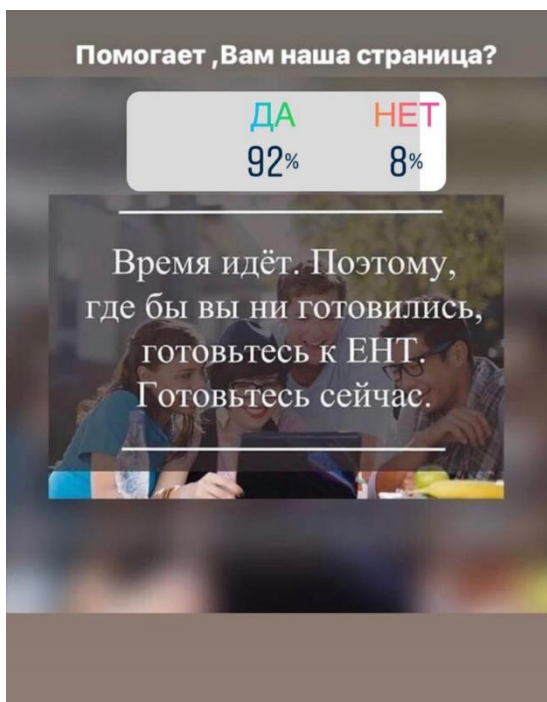 Помогает ,Вам наша страница?
ДА НЕТ
92% 8%
Время идёт. Поэтому,
где бы вы ни готовились,
готовьтесь к ЕНТ.
Готовьтесь сейчас.